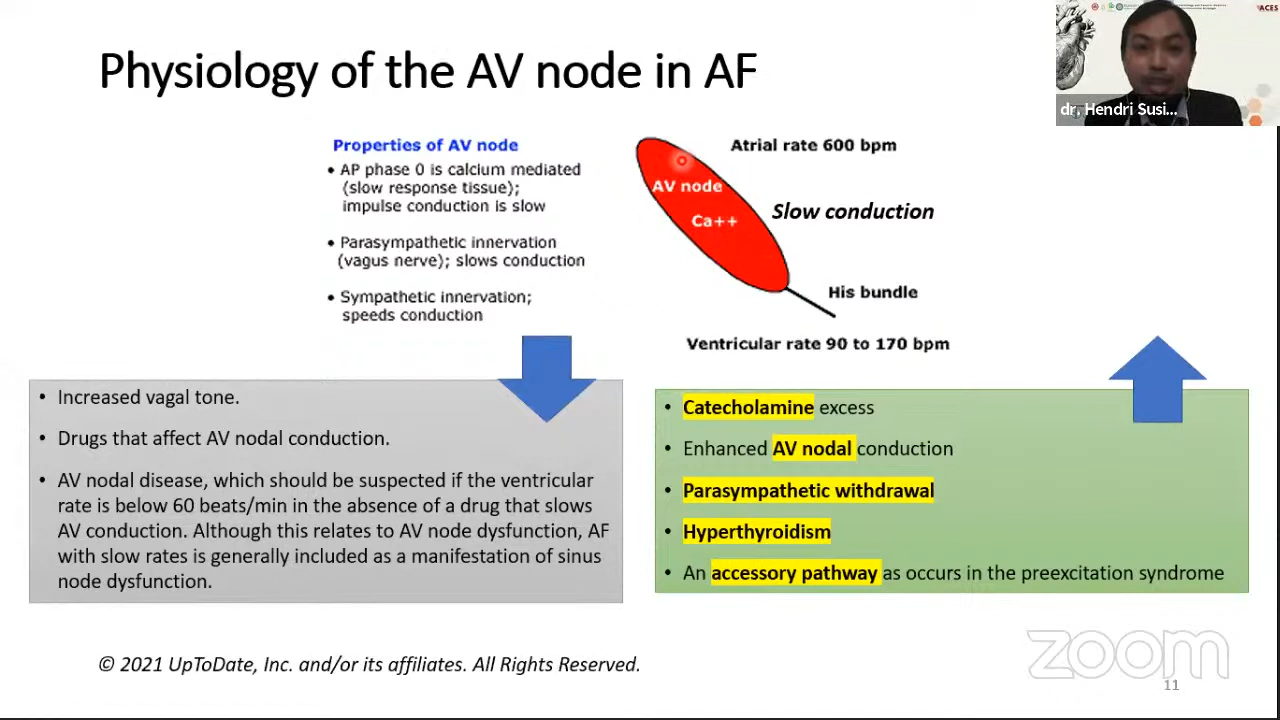 Physiology of the AV node in AF
ACES
dr. Hendri Susi...
Properties of AV node
• AP phase 0 is calcium mediated
(slow response tissue);
impulse conduction is slow
• Parasympathetic innervation
(vagus nerve); slows conduction
• Sympathetic innervation;
speeds conduction
Atrial rate 600 bpm
AV node
Ca++
Slow conduction
His bundle
Ventricular rate 90 to 170 bpm
• Increased vagal tone.
• Drugs that affect AV nodal conduction.
• AV nodal disease, which should be suspected if the ventricular
rate is below 60 beats/min in the absence of a drug that slows
AV conduction. Although this relates to AV node dysfunction, AF
with slow rates is generally included as a manifestation of sinus
node dysfunction.
• Catecholamine excess
• Enhanced AV nodal conduction
• Parasympathetic withdrawal
• Hyperthyroidism
• An accessory pathway as occurs in the preexcitation syndrome
© 2021 UpToDate, Inc. and/or its affiliates. All Rights Reserved.
zoom
11